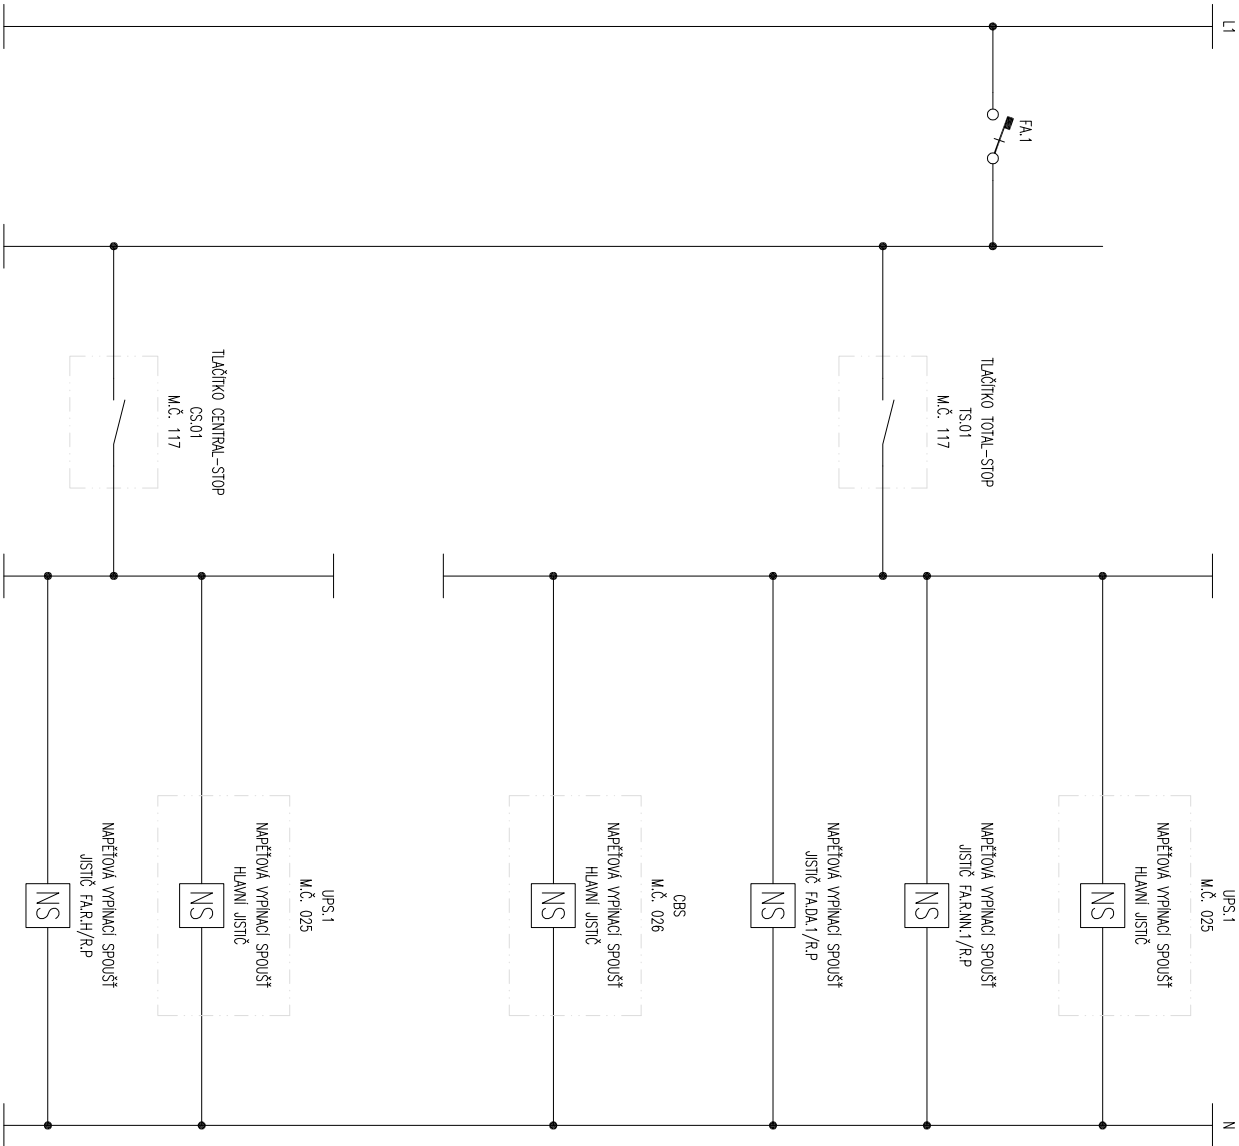 L1
FA.1
TLAČÍTKO TOTAL-STOP
TS.01
M.Č. 117
TLAČÍTKO CENTRAL-STOP
CS.01
M.Č. 117
UPS.1
M.Č. 025
NAPĚŤOVÁ VYPÍNACÍ SPOUŠŤ
HLAVNÍ JISTIČ
NS
NAPĚŤOVÁ VYPÍNACÍ SPOUŠŤ
JISTIČ FA.R.NN.1/R.P
NS
NAPĚŤOVÁ VYPÍNACÍ SPOUŠŤ
JISTIČ FA.DA.1/R.P
NS
CBS
M.Č. 026
NAPĚŤOVÁ VYPÍNACÍ SPOUŠŤ
HLAVNÍ JISTIČ
NS
UPS.1
M.Č. 025
NAPĚŤOVÁ VYPÍNACÍ SPOUŠŤ
HLAVNÍ JISTIČ
NS
NAPĚŤOVÁ VYPÍNACÍ SPOUŠŤ
JISTIČ FA.R.H/R.P
NS
N